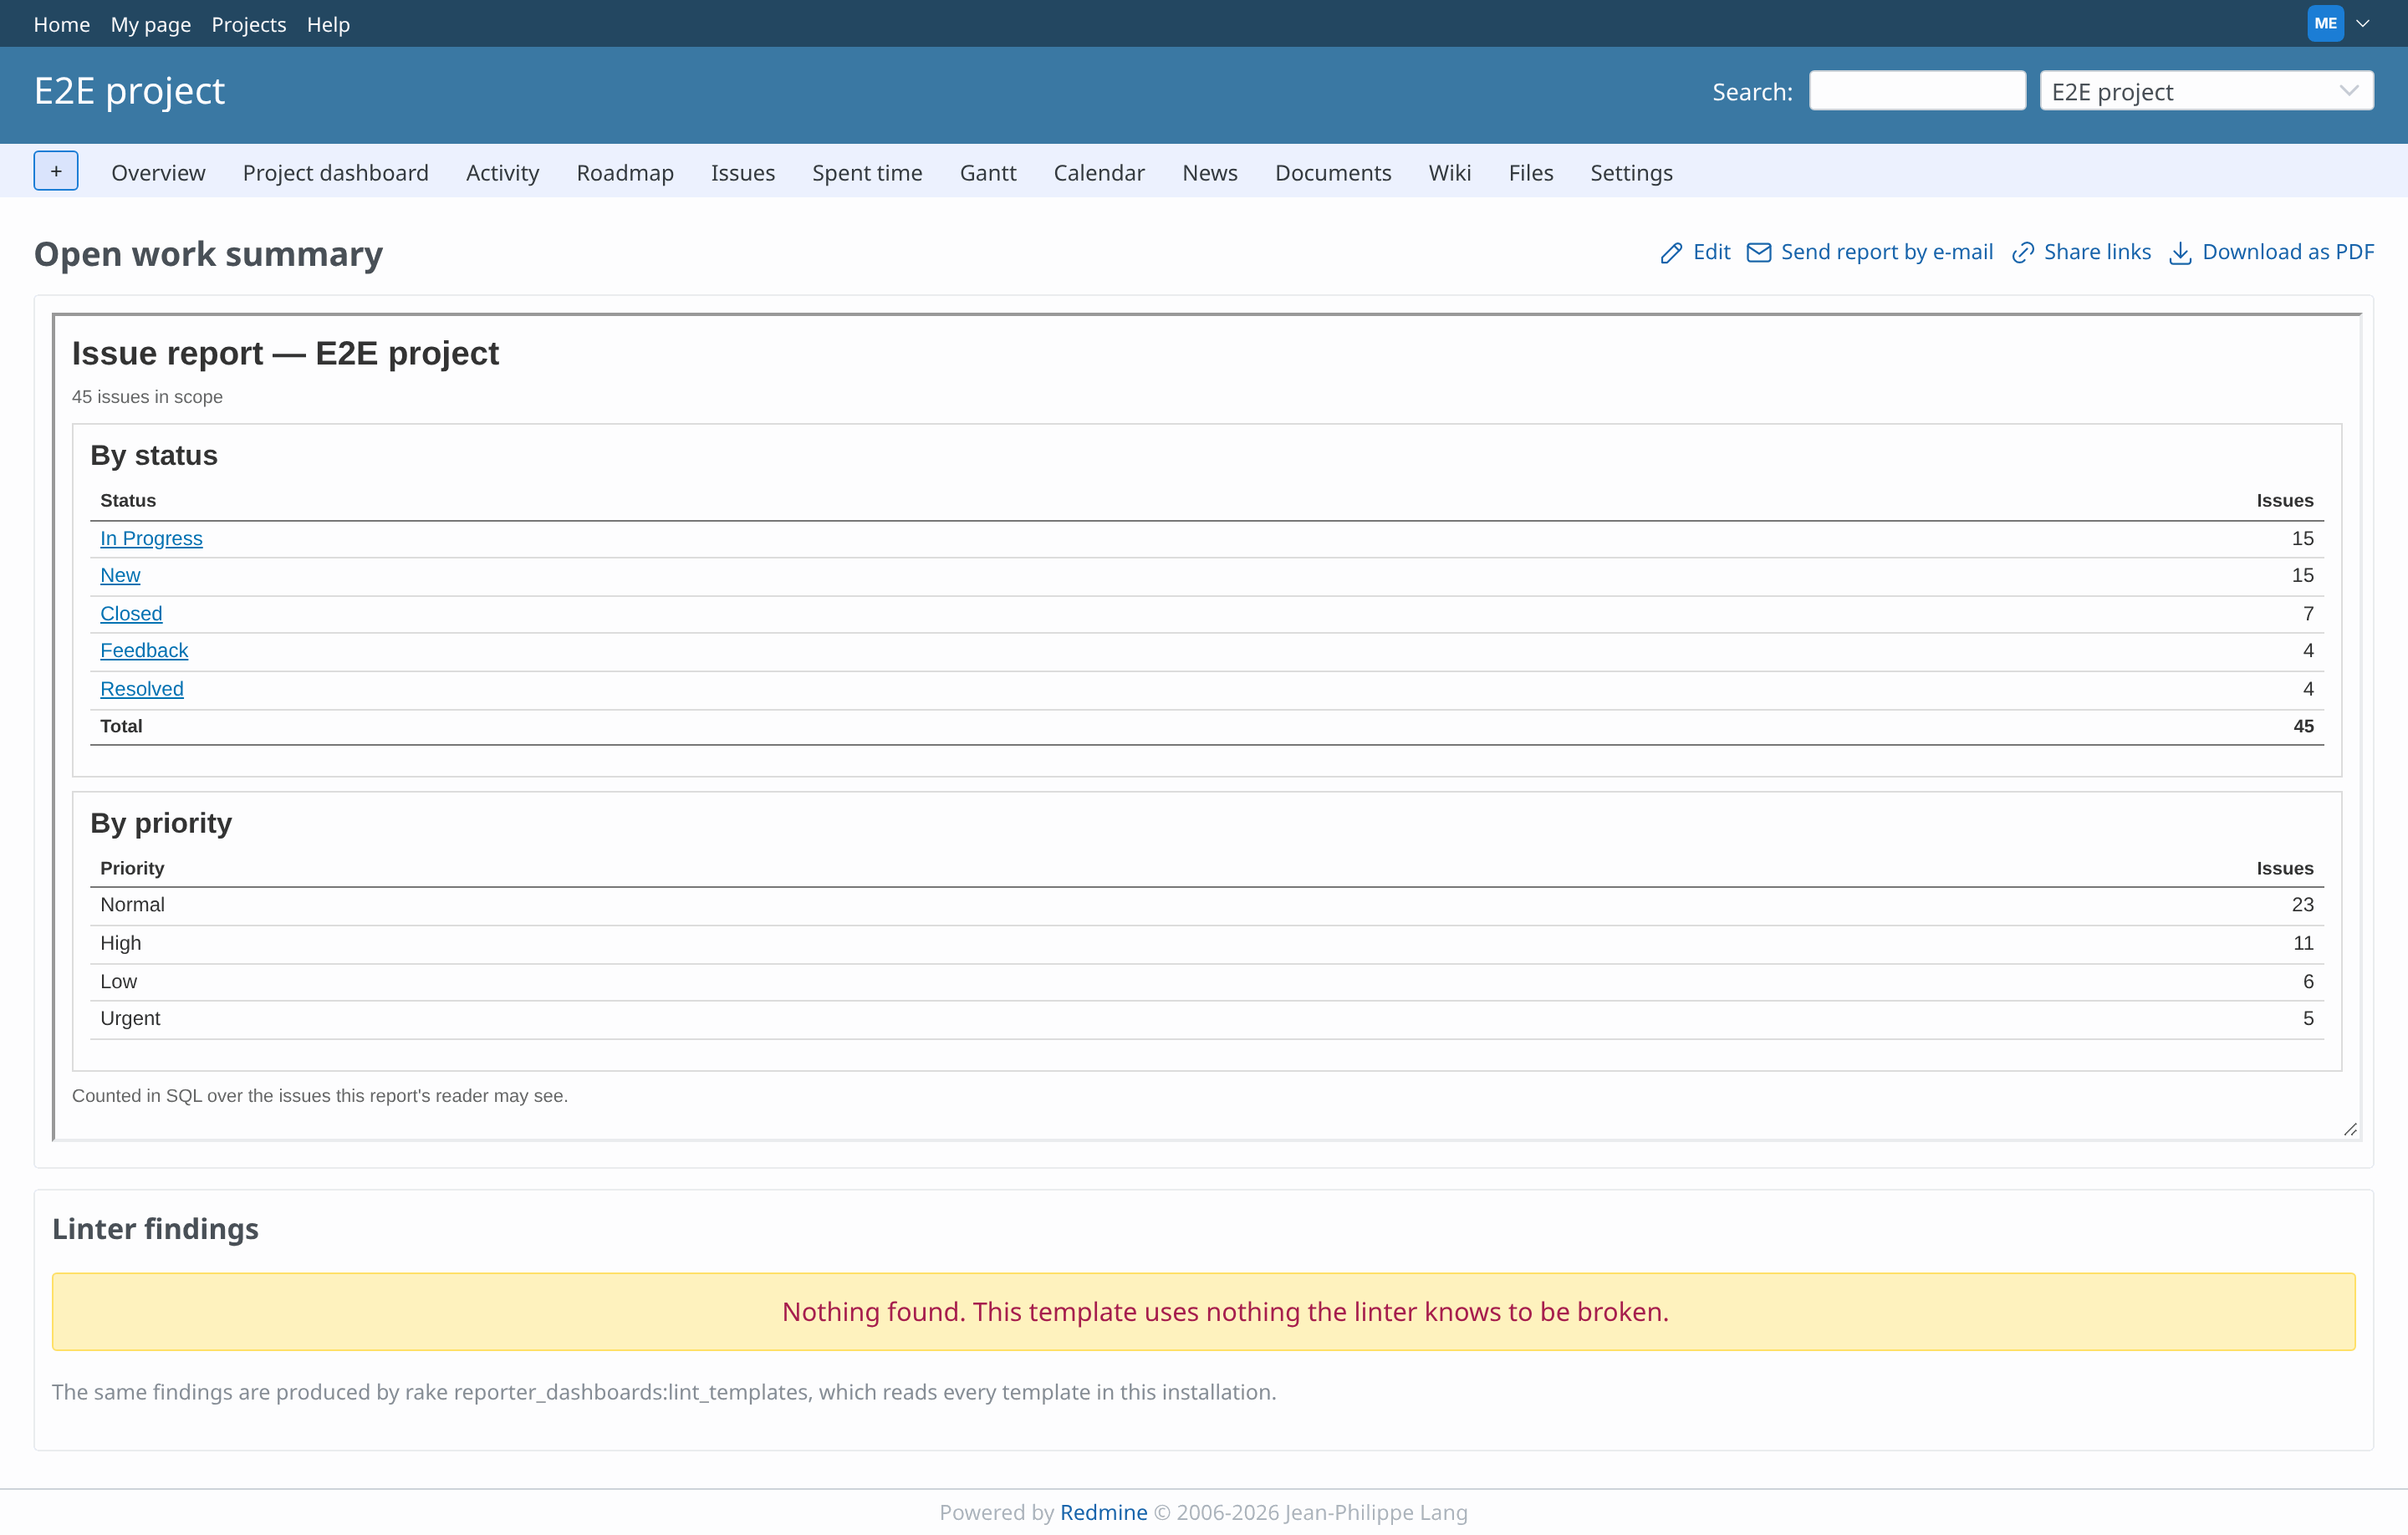 Home My page Projects Help ME
E2E project Search: E2E project
+ Overview Project dashboard Activity Roadmap Issues Spent time Gantt Calendar News Documents Wiki Files Settings
Open work summary Edit Send report by e-mail Share links Download as PDF
Issue report — E2E project
45 issues in scope
By status
Status Issues
In Progress 15
New 15
Closed 7
Feedback 4
Resolved 4
Total 45
By priority
Priority Issues
Normal 23
High 11
Low 6
Urgent 5
Counted in SQL over the issues this report's reader may see.
Linter findings
Nothing found. This template uses nothing the linter knows to be broken.
The same findings are produced by rake reporter_dashboards:lint_templates, which reads every template in this installation.
Powered by Redmine © 2006-2026 Jean-Philippe Lang